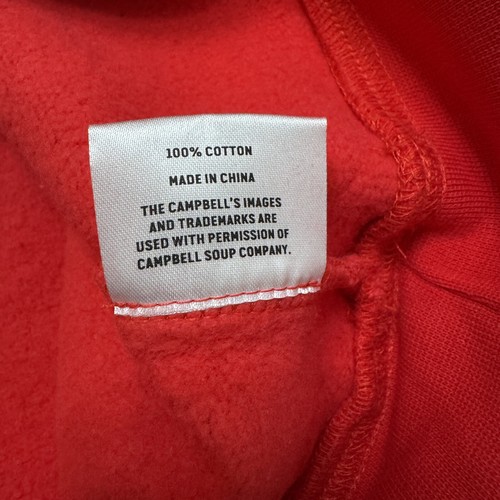 100% COTTON
MADE IN CHINA
THE CAMPBELL'S IMAGES
AND TRADEMARKS ARE
USED WITH PERMISSION OF
CAMPBELL SOUP COMPANY.